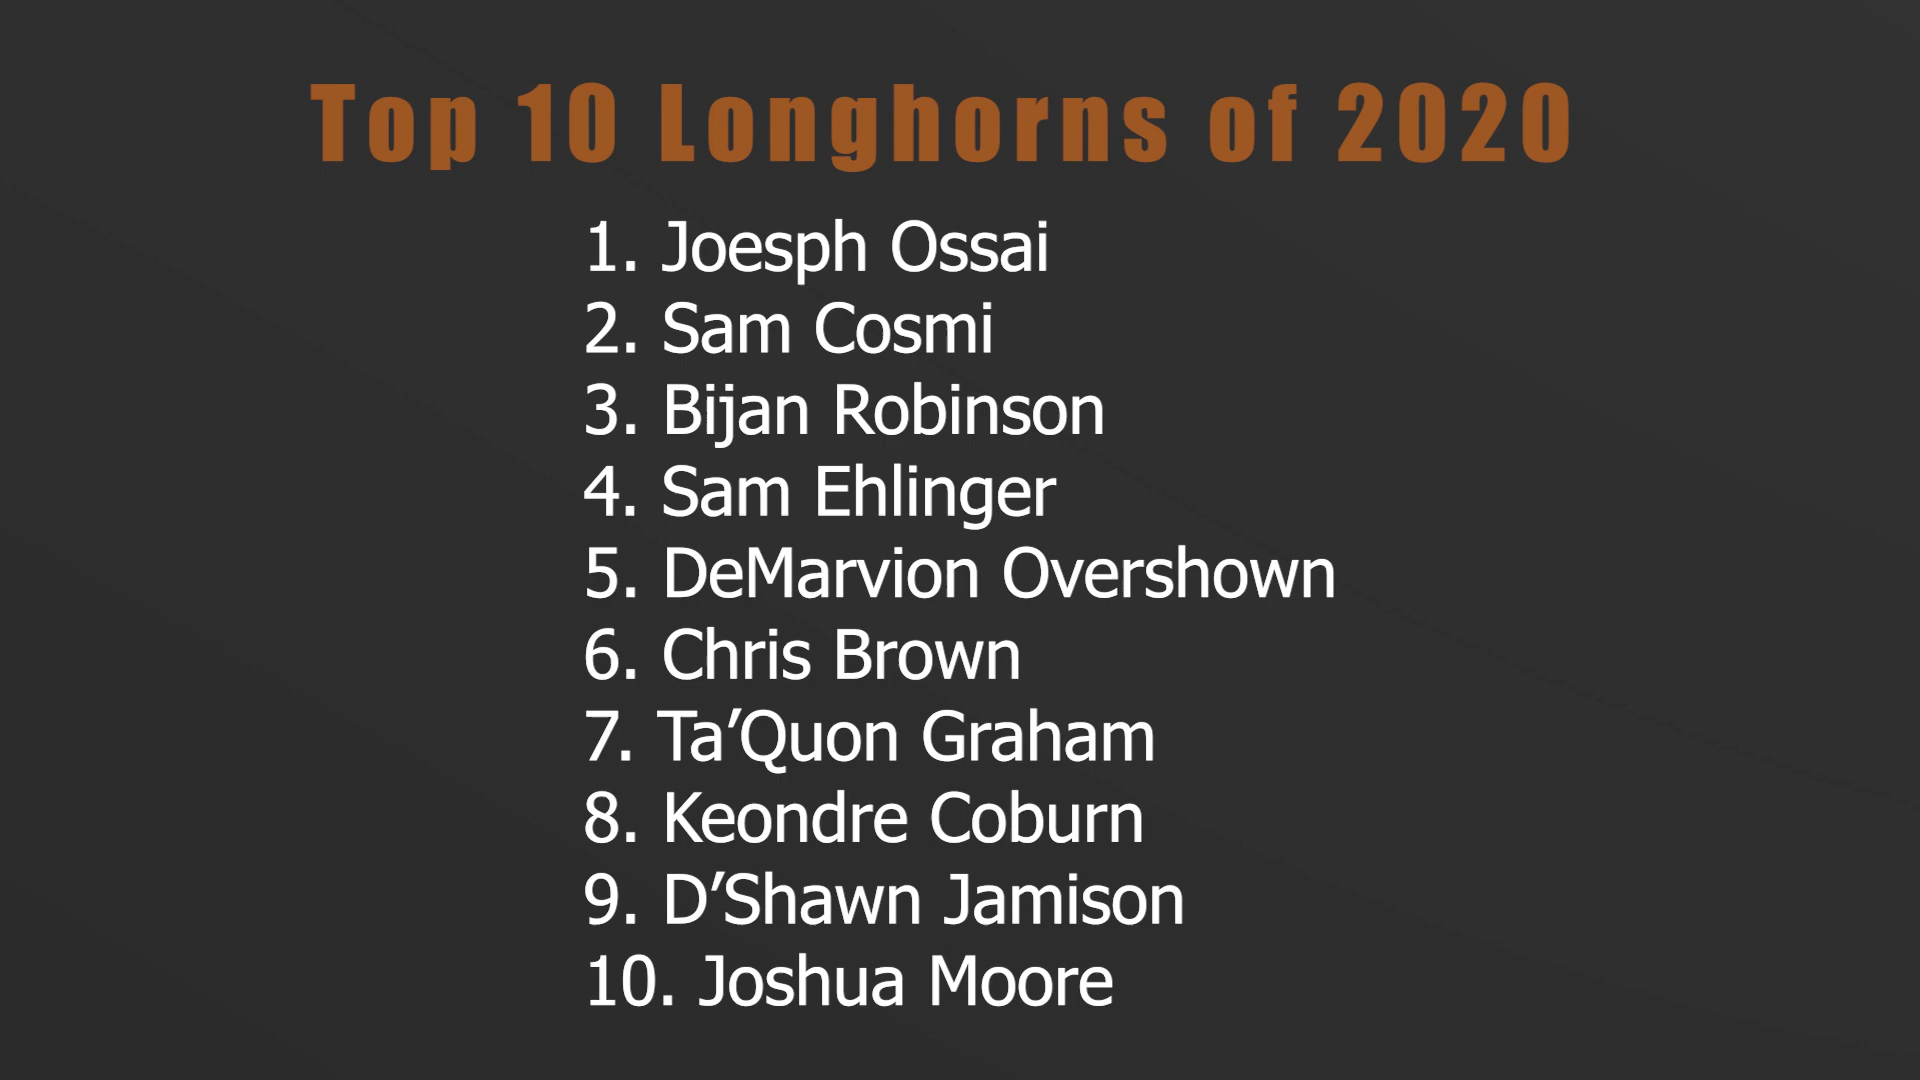 Top 10 Longhorns of 2020
1. Joesph Ossai
2. Sam Cosmi
3. Bijan Robinson
4. Sam Ehlinger
5. DeMarvion Overshown
6. Chris Brown
7. Ta’Quon Graham
8. Keondre Coburn
9. D’Shawn Jamison
10. Joshua Moore